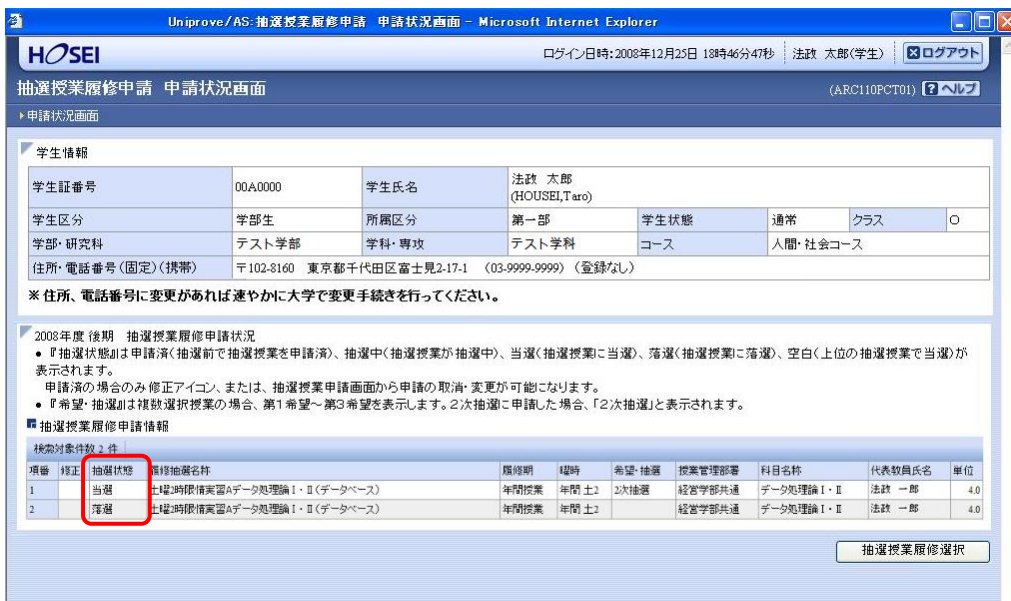 Uniprove/AS:抽選授業履修申請 申請状況画面 - Microsoft Internet Explorer
HOSEI ログイン日時:2008年12月25日 18時46分47秒 法政 太郎(学生) ログアウト
抽選授業履修申請 申請状況画面 (ARC110PCT01) ? ヘルプ
申請状況画面
学生情報
学生証番号 00A0000 学生氏名 法政 太郎
(HOUSEI,Taro)
学生区分 学部生 所属区分 第一部 学生状態 通常 クラス O
学部・研究科 テスト学部 学科・専攻 テスト学科 コース 人間・社会コース
住所・電話番号(固定)(携帯) 〒102-8160 東京都千代田区富士見2-17-1 (03-9999-9999) (登録なし)
※住所、電話番号に変更があれば速やかに大学で変更手続きを行ってください。
2008年度 後期 抽選授業履修申請状況
● 『抽選状態』は申請済(抽選前で抽選授業を申請済)、抽選中(抽選授業が抽選中)、当選(抽選授業に当選)、落選(抽選授業に落選)、空白(上位の抽選授業で当選)が
表示されます。
申請済の場合のみ修正アイコン、または、抽選授業申請画面から申請の取消・変更が可能になります。
● 『希望・抽選』は複数選択授業の場合、第1希望～第3希望を表示します。2次抽選に申請した場合、「2次抽選」と表示されます。
抽選授業履修申請情報
検索対象件数 2 件
項番 修正 抽選状態 履修抽選名称 履修期 曜時 希望・抽選 授業管理部署 科目名称 代表教員氏名 単位
1 当選 土曜2時限情実習Aデータ処理論Ⅰ・Ⅱ(データベース) 年間授業 年間 土2 2次抽選 経営学部共通 データ処理論Ⅰ・Ⅱ 法政 一郎 4.0
2 落選 土曜2時限情実習Aデータ処理論Ⅰ・Ⅱ(データベース) 年間授業 年間 土2 経営学部共通 データ処理論Ⅰ・Ⅱ 法政 一郎 4.0
抽選授業履修選択